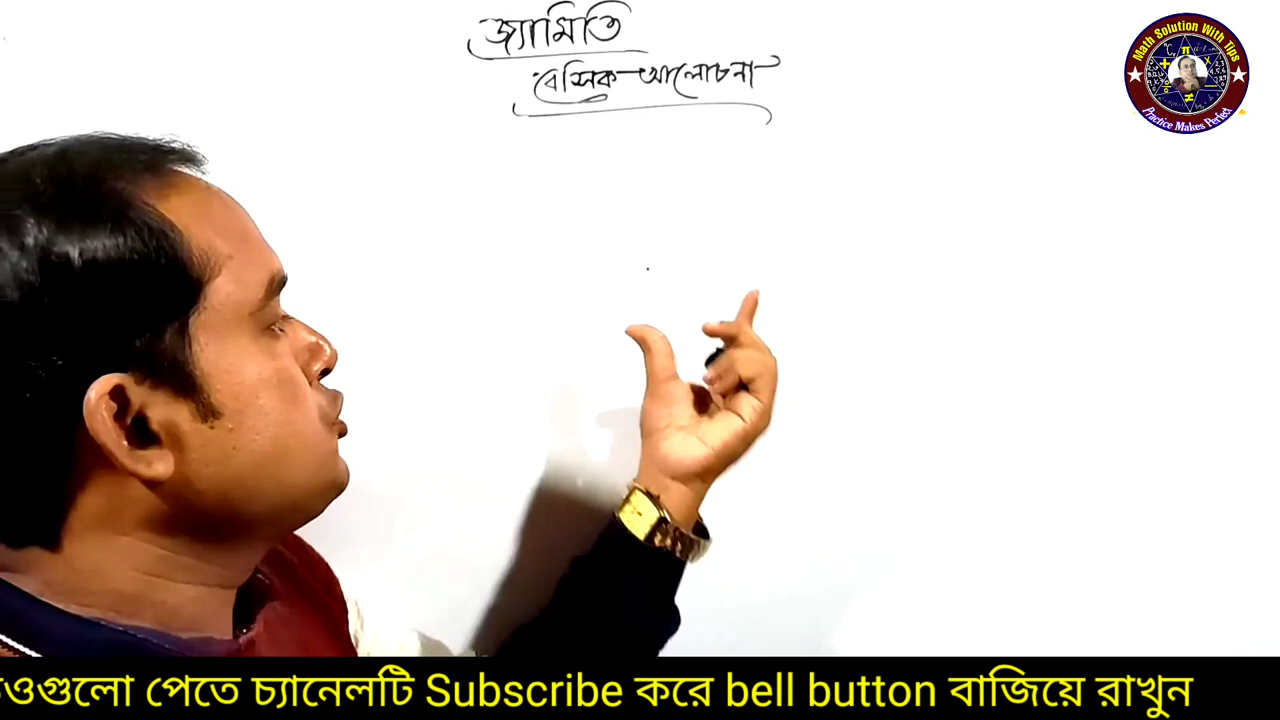 জ্যামিতি
বেসিক আলোচনা
Math Solution With Tips
Practice Makes Perfect
ওগুলো পেতে চ্যানেলটি Subscribe করে bell button বাজিয়ে রাখুন